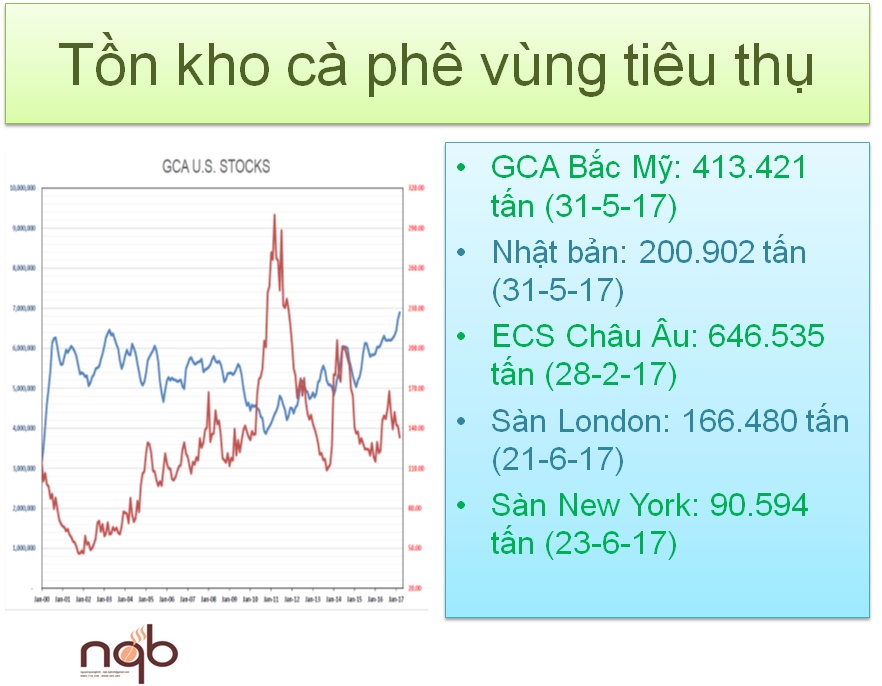 Tồn kho cà phê vùng tiêu thụ
GCA U.S. STOCKS
10,000,000
9,000,000
8,000,000
7,000,000
6,000,000
5,000,000
4,000,000
3,000,000
2,000,000
1,000,000
-
320.00
290.00
260.00
230.00
200.00
170.00
140.00
110.00
80.00
50.00
20.00
Jan-00 Jan-01 Jan-02 Jan-03 Jan-04 Jan-05 Jan-06 Jan-07 Jan-08 Jan-09 Jan-10 Jan-11 Jan-12 Jan-13 Jan-14 Jan-15 Jan-16 Jan-17
• GCA Bắc Mỹ: 413.421
tấn (31-5-17)
• Nhật bản: 200.902 tấn
(31-5-17)
• ECS Châu Âu: 646.535
tấn (28-2-17)
• Sàn London: 166.480 tấn
(21-6-17)
• Sàn New York: 90.594
tấn (23-6-17)
nqb